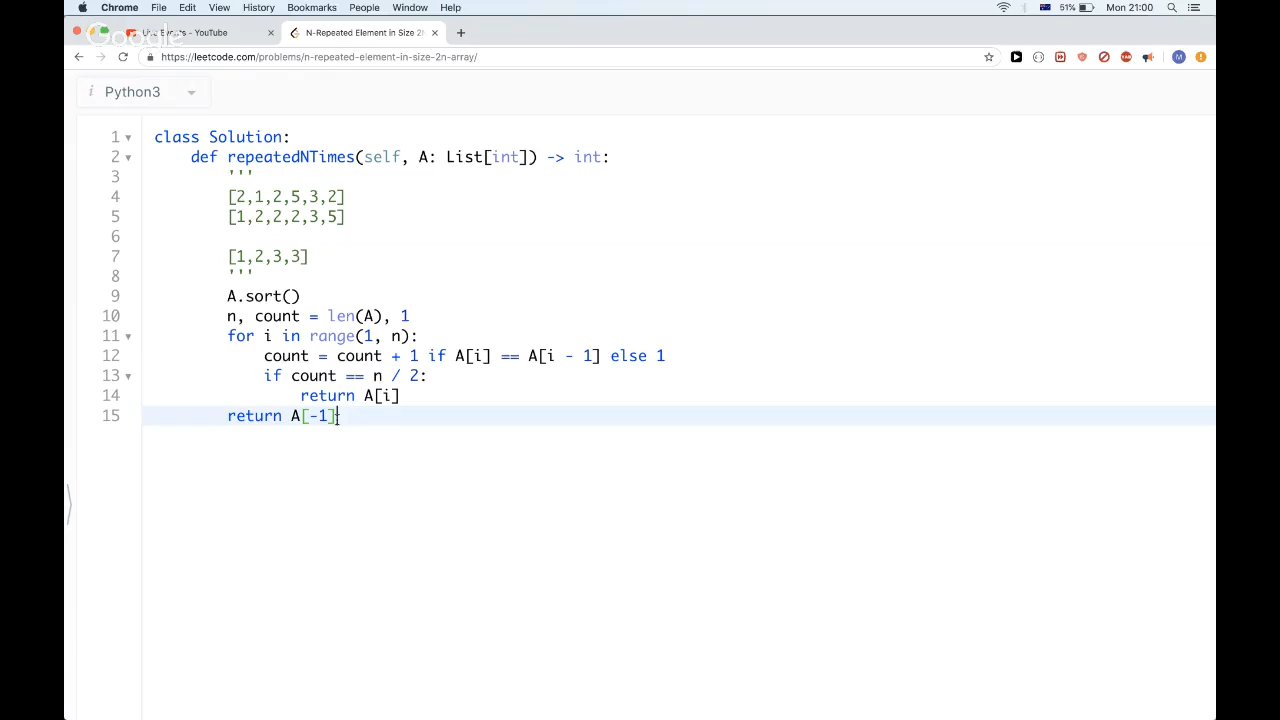 Chrome File Edit View History Bookmarks People Window Help 51% Mon 21:00
Google
Events - YouTube × N-Repeated Element in Size 2 × +
https://leetcode.com/problems/n-repeated-element-in-size-2n-array/ M
i Python3
1 class Solution:
2 def repeatedNTimes(self, A: List[int]) -> int:
3 '''
4 [2,1,2,5,3,2]
5 [1,2,2,2,3,5]
6
7 [1,2,3,3]
8 '''
9 A.sort()
10 n, count = len(A), 1
11 for i in range(1, n):
12 count = count + 1 if A[i] == A[i - 1] else 1
13 if count == n / 2:
14 return A[i]
15 return A[-1]